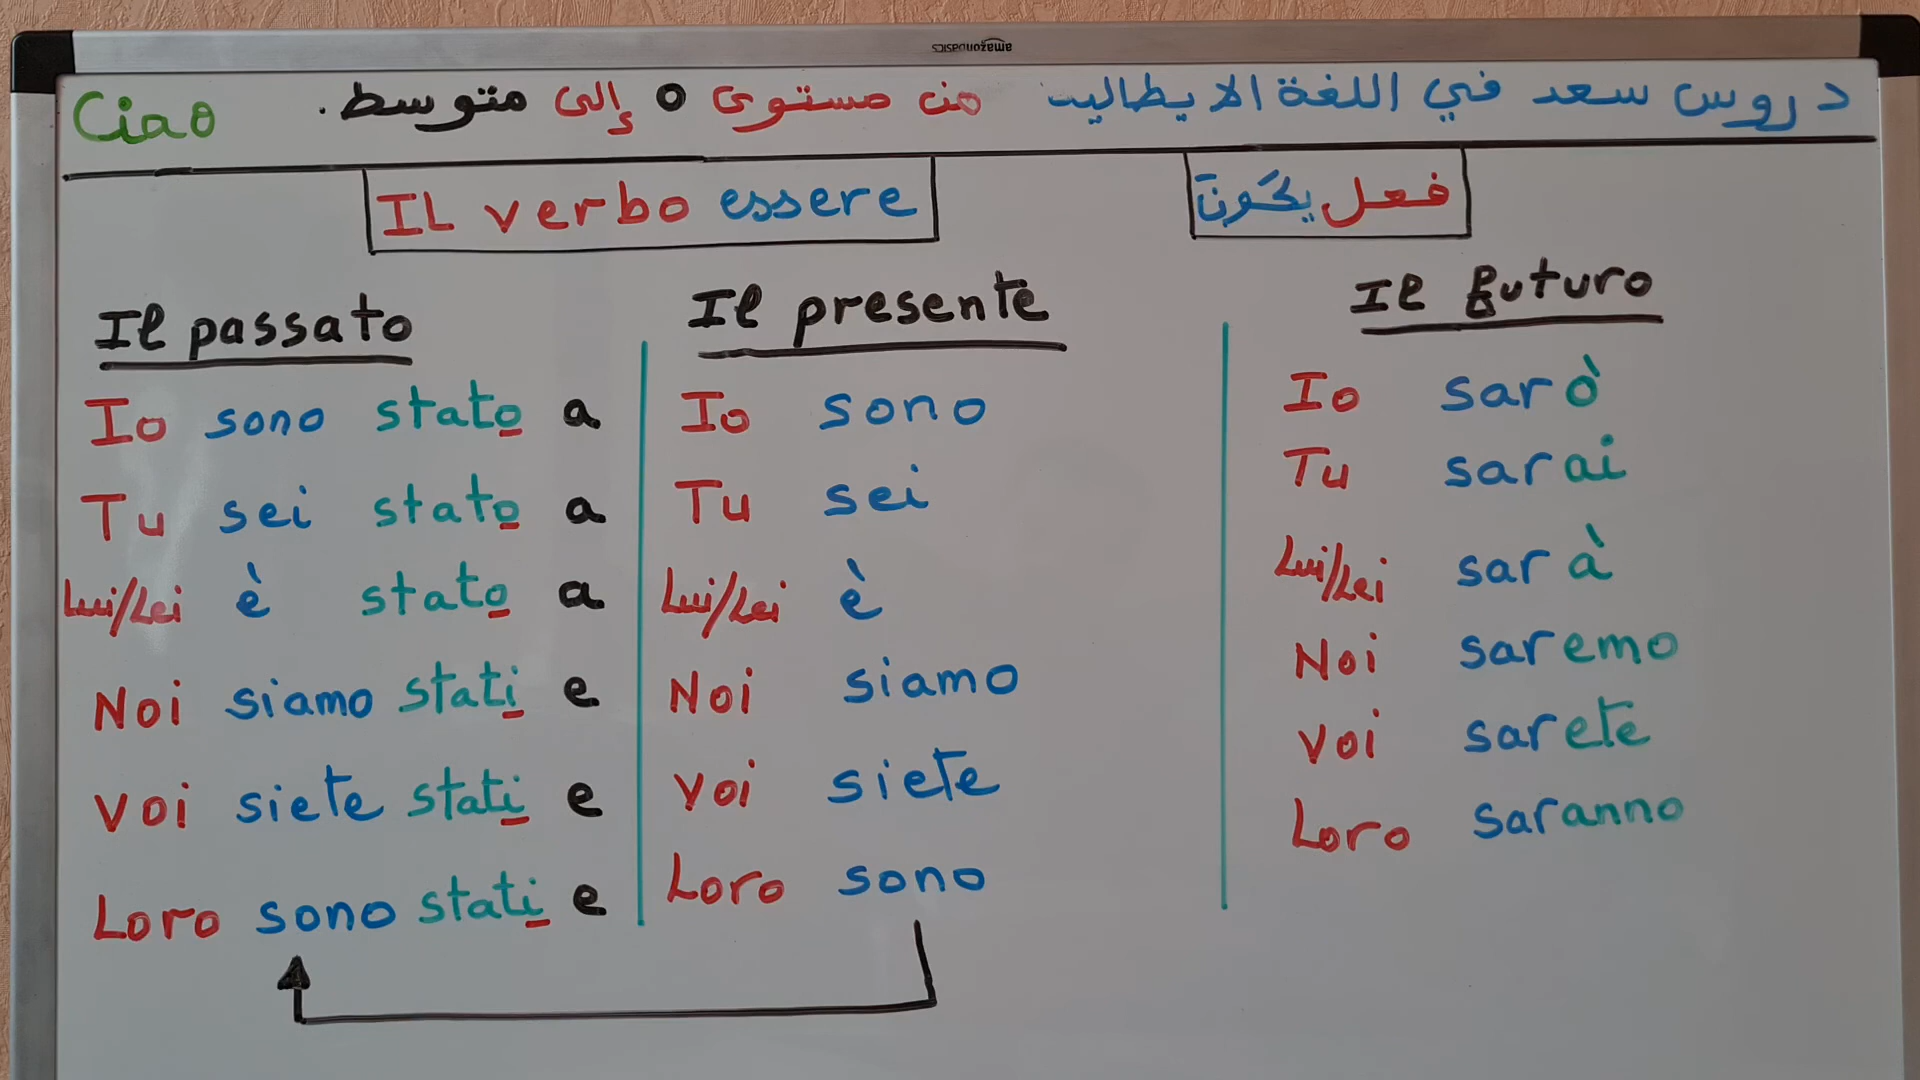 amazonbasics
دروس سعد في اللغة الايطالية من مستوى 0 إلى متوسط.
Ciao
IL verbo essere
فعل يكون
Il passato
Io sono stato a
Tu sei stato a
Lui/Lei è stato a
Noi siamo stati e
Voi siete stati e
Loro sono stati e
Il presente
Io sono
Tu sei
Lui/Lei è
Noi siamo
Voi siete
Loro sono
Il futuro
Io sarò
Tu sarai
Lui/Lei sarà
Noi saremo
Voi sarete
Loro saranno